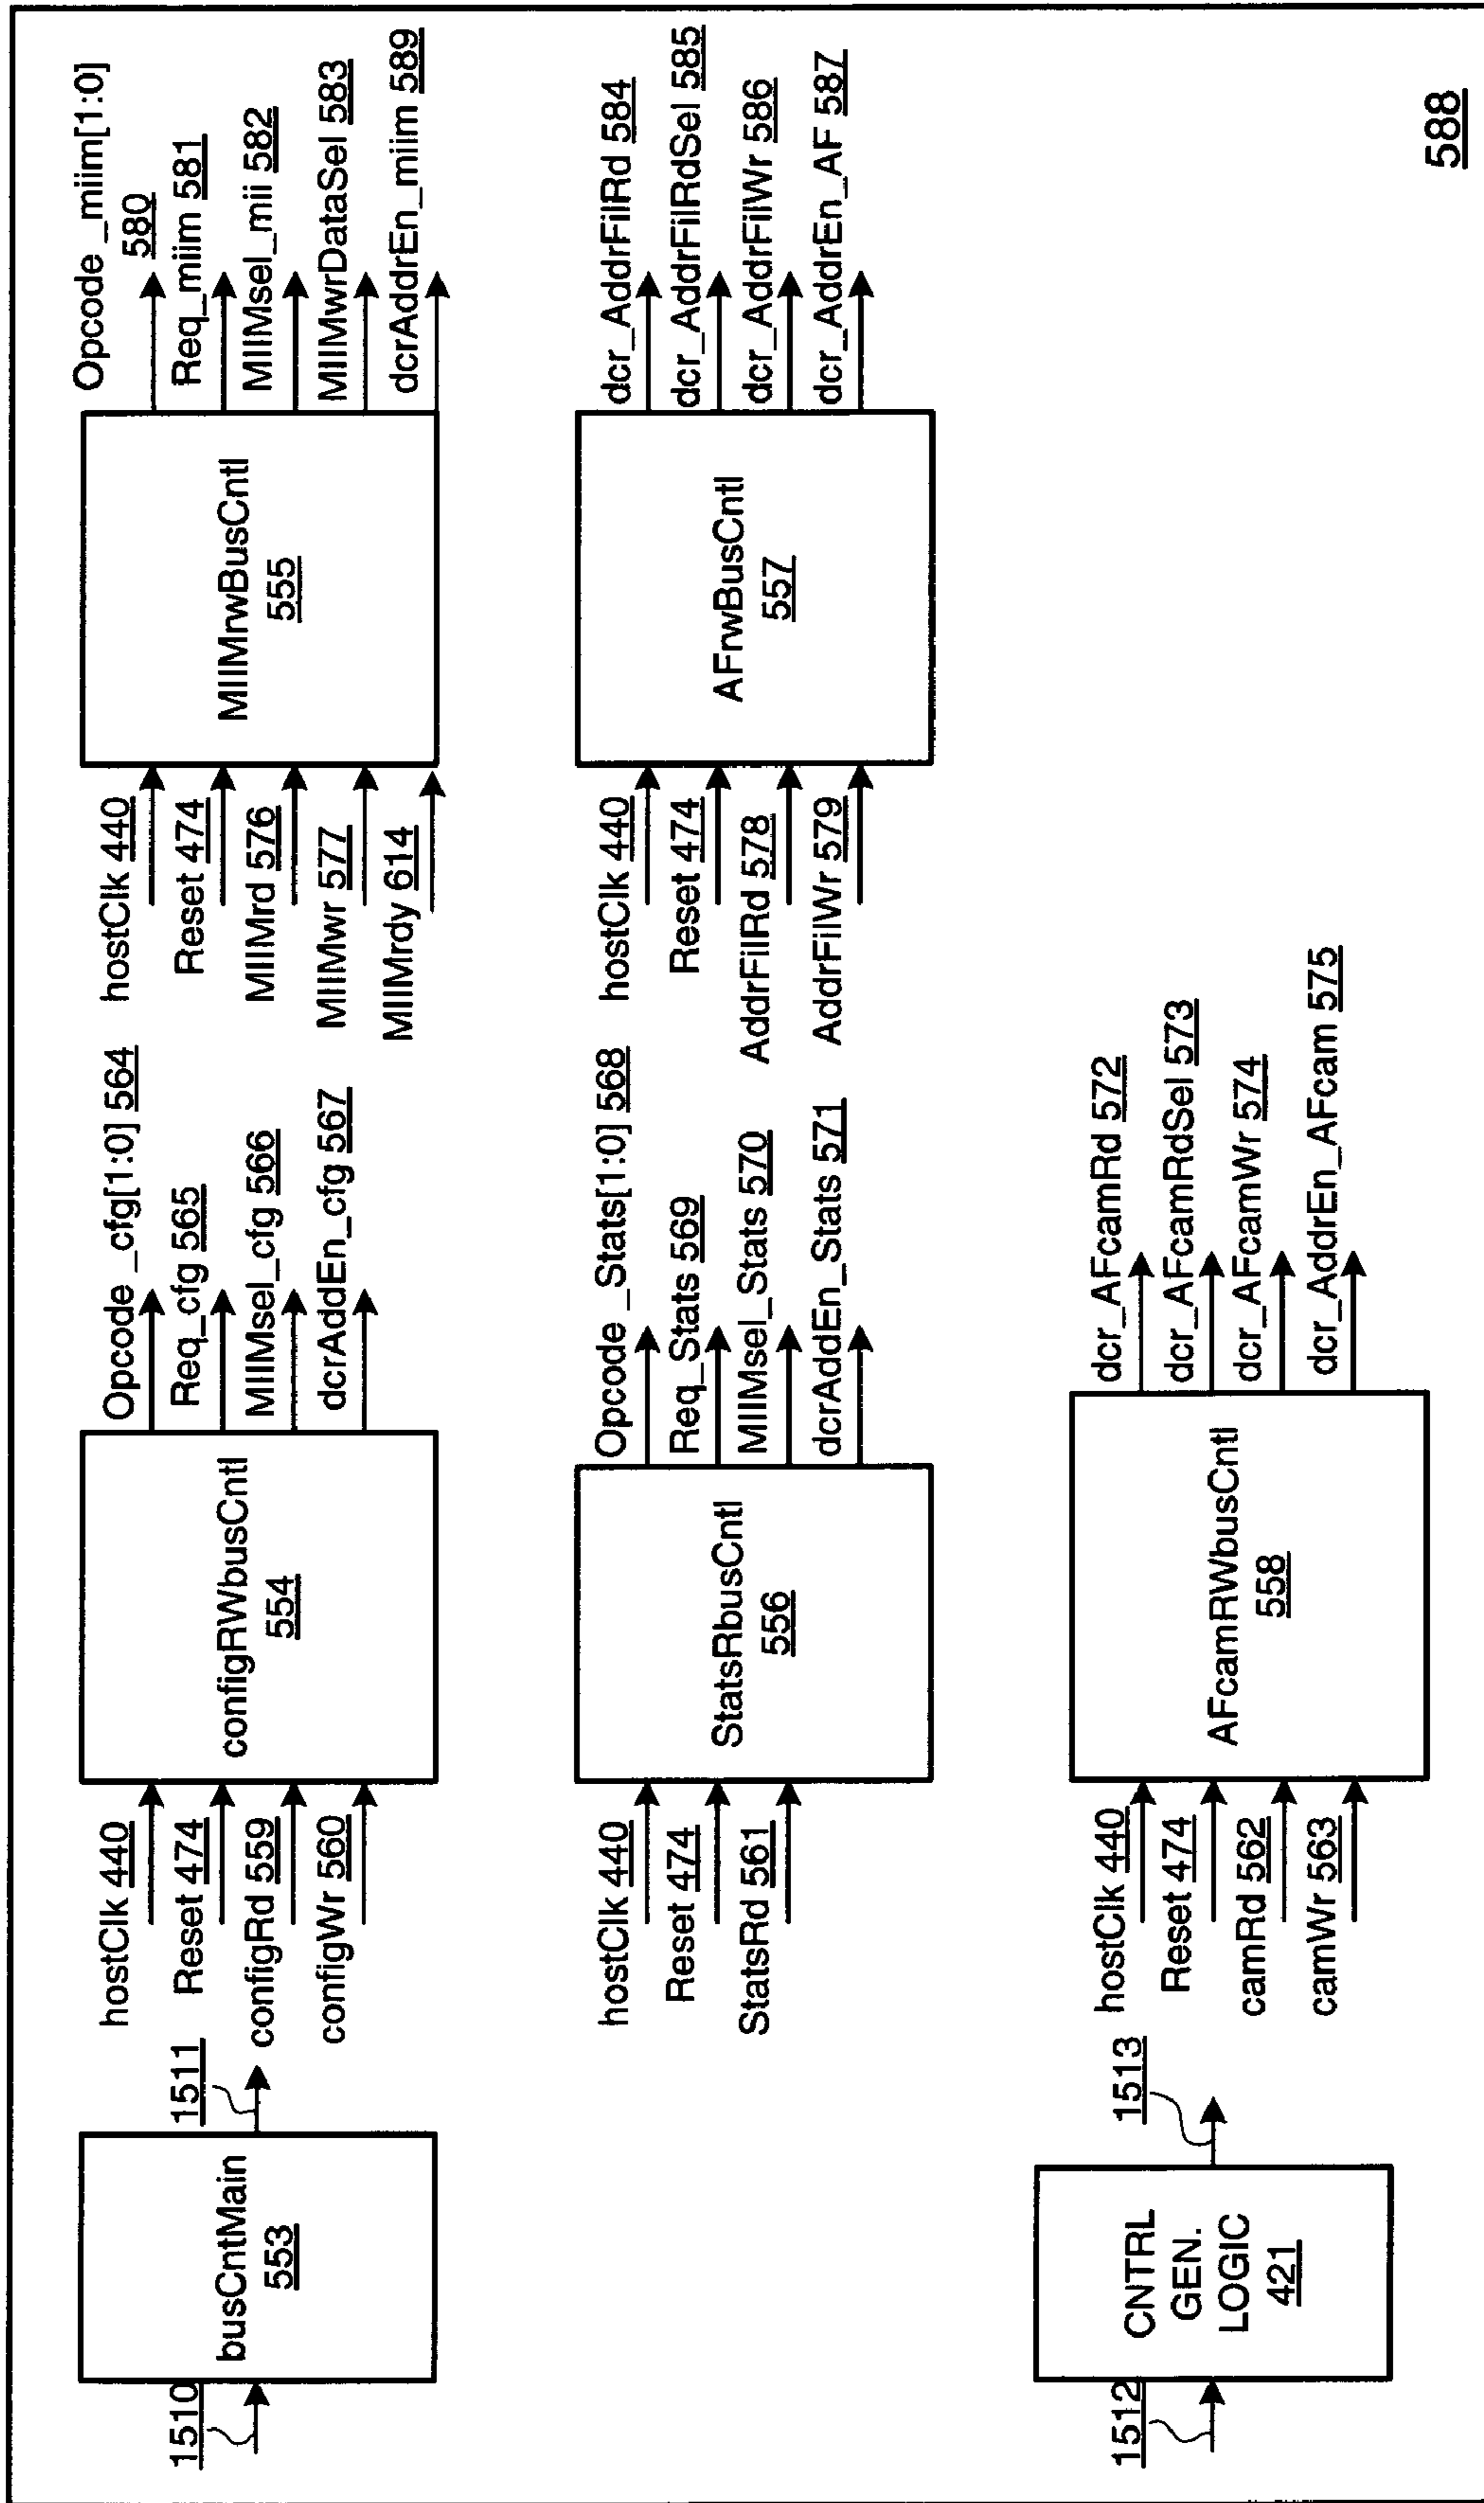 1510
busCntMain
553
1511
hostClk 440
Reset 474
configRd 559
configWr 560
configRWbusCntl
554
Opcode _cfg[1:0] 564
Req_cfg 565
MIIMsel_cfg 566
dcrAddEn_cfg 567
hostClk 440
Reset 474
MIIMrd 576
MIIMwr 577
MIIMrdy 614
MIIMrwBusCntl
555
Opcode _miim[1:0]
580
Req_miim 581
MIIMsel_mii 582
MIIMwrDataSel 583
dcrAddrEn_miim 589
hostClk 440
Reset 474
StatsRd 561
StatsRbusCntl
556
Opcode _Stats[1:0] 568
Req_Stats 569
MIIMsel_Stats 570
dcrAddEn_Stats 571
hostClk 440
Reset 474
AddrFilRd 578
AddrFilWr 579
AFrwBusCntl
557
dcr_AddrFilRd 584
dcr_AddrFilRdSel 585
dcr_AddrFilWr 586
dcr_AddrEn_AF 587
1512
CNTRL
GEN.
LOGIC
421
1513
hostClk 440
Reset 474
camRd 562
camWr 563
AFcamRWbusCntl
558
dcr_AFcamRd 572
dcr_AFcamRdSel 573
dcr_AFcamWr 574
dcr_AddrEn_AFcam 575
588